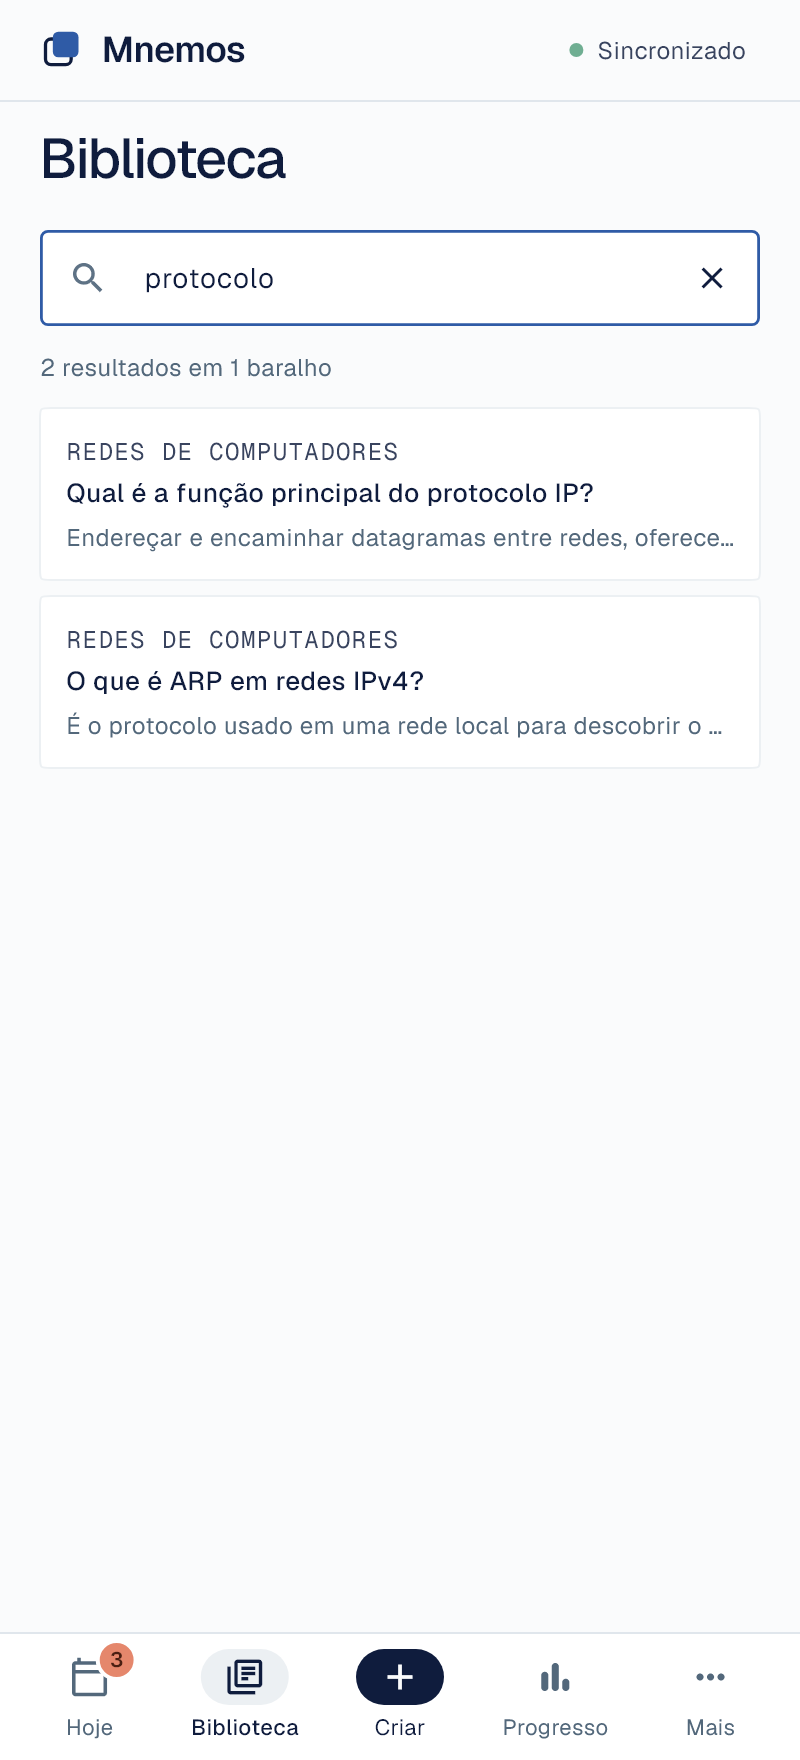 Mnemos
Sincronizado
Biblioteca
protocolo
2 resultados em 1 baralho
REDES DE COMPUTADORES
Qual é a função principal do protocolo IP?
Endereçar e encaminhar datagramas entre redes, oferece…
REDES DE COMPUTADORES
O que é ARP em redes IPv4?
É o protocolo usado em uma rede local para descobrir o …
3
Hoje
Biblioteca
Criar
Progresso
Mais